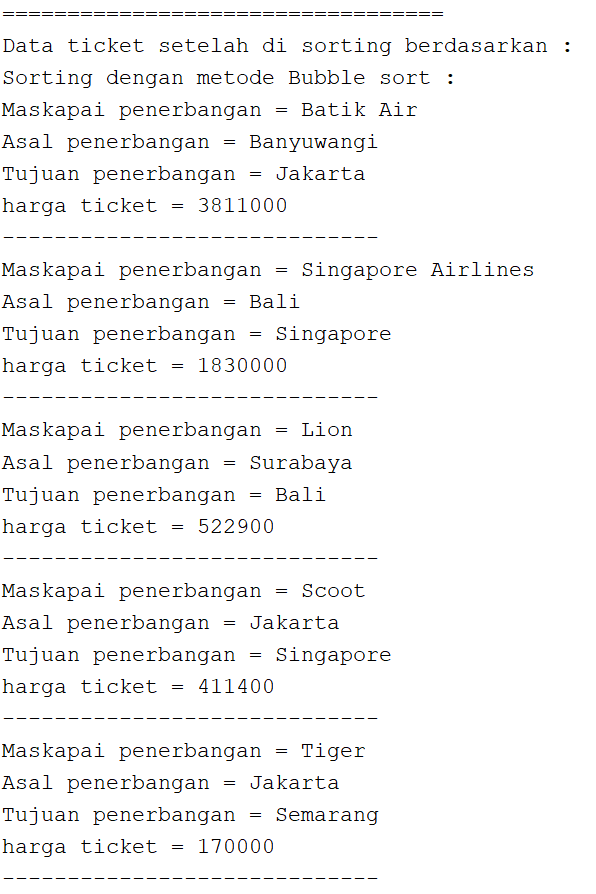 ==================================
Data ticket setelah di sorting berdasarkan :
Sorting dengan metode Bubble sort :
Maskapai penerbangan = Batik Air
Asal penerbangan = Banyuwangi
Tujuan penerbangan = Jakarta
harga ticket = 3811000
-----------------------------
Maskapai penerbangan = Singapore Airlines
Asal penerbangan = Bali
Tujuan penerbangan = Singapore
harga ticket = 1830000
-----------------------------
Maskapai penerbangan = Lion
Asal penerbangan = Surabaya
Tujuan penerbangan = Bali
harga ticket = 522900
-----------------------------
Maskapai penerbangan = Scoot
Asal penerbangan = Jakarta
Tujuan penerbangan = Singapore
harga ticket = 411400
-----------------------------
Maskapai penerbangan = Tiger
Asal penerbangan = Jakarta
Tujuan penerbangan = Semarang
harga ticket = 170000
-----------------------------